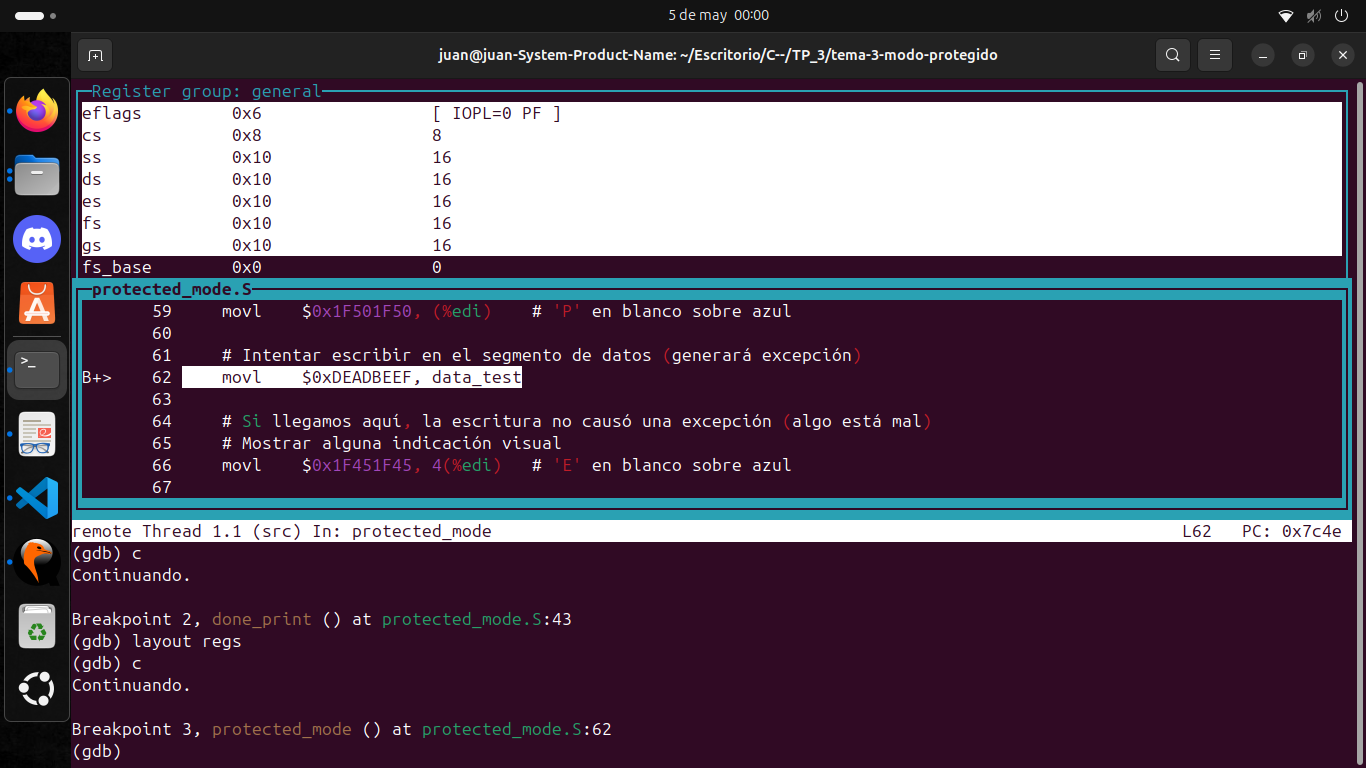 5 de may 00:00
juan@juan-System-Product-Name: ~/Escritorio/C--/TP_3/tema-3-modo-protegido
Register group: general
eflags 0x6 [ IOPL=0 PF ]
cs 0x8 8
ss 0x10 16
ds 0x10 16
es 0x10 16
fs 0x10 16
gs 0x10 16
fs_base 0x0 0
protected_mode.S
59 movl $0x1F501F50, (%edi) # 'P' en blanco sobre azul
60
61 # Intentar escribir en el segmento de datos (generará excepción)
B+> 62 movl $0xDEADBEEF, data_test
63
64 # Si llegamos aquí, la escritura no causó una excepción (algo está mal)
65 # Mostrar alguna indicación visual
66 movl $0x1F451F45, 4(%edi) # 'E' en blanco sobre azul
67
remote Thread 1.1 (src) In: protected_mode L62 PC: 0x7c4e
(gdb) c
Continuando.
Breakpoint 2, done_print () at protected_mode.S:43
(gdb) layout regs
(gdb) c
Continuando.
Breakpoint 3, protected_mode () at protected_mode.S:62
(gdb)